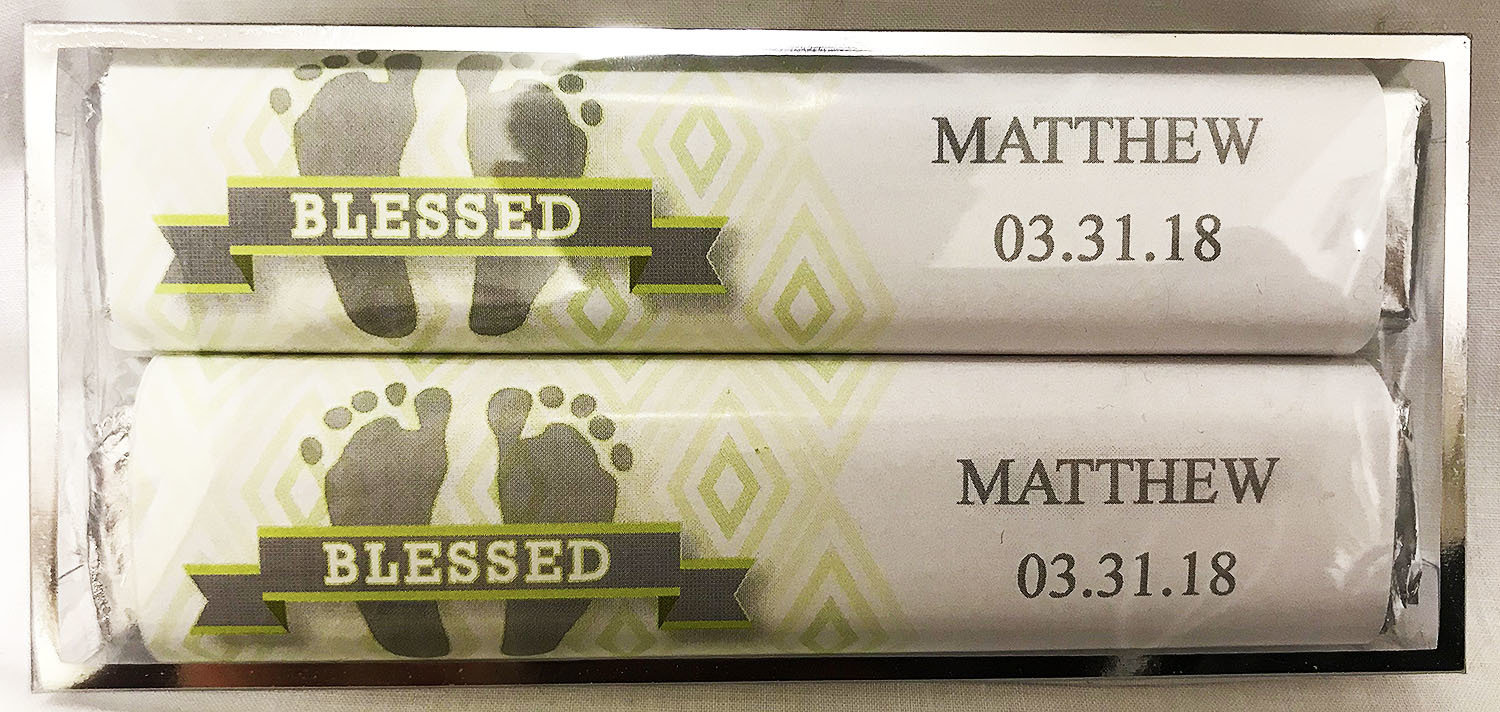 BLESSED
MATTHEW
03.31.18
BLESSED
MATTHEW
03.31.18